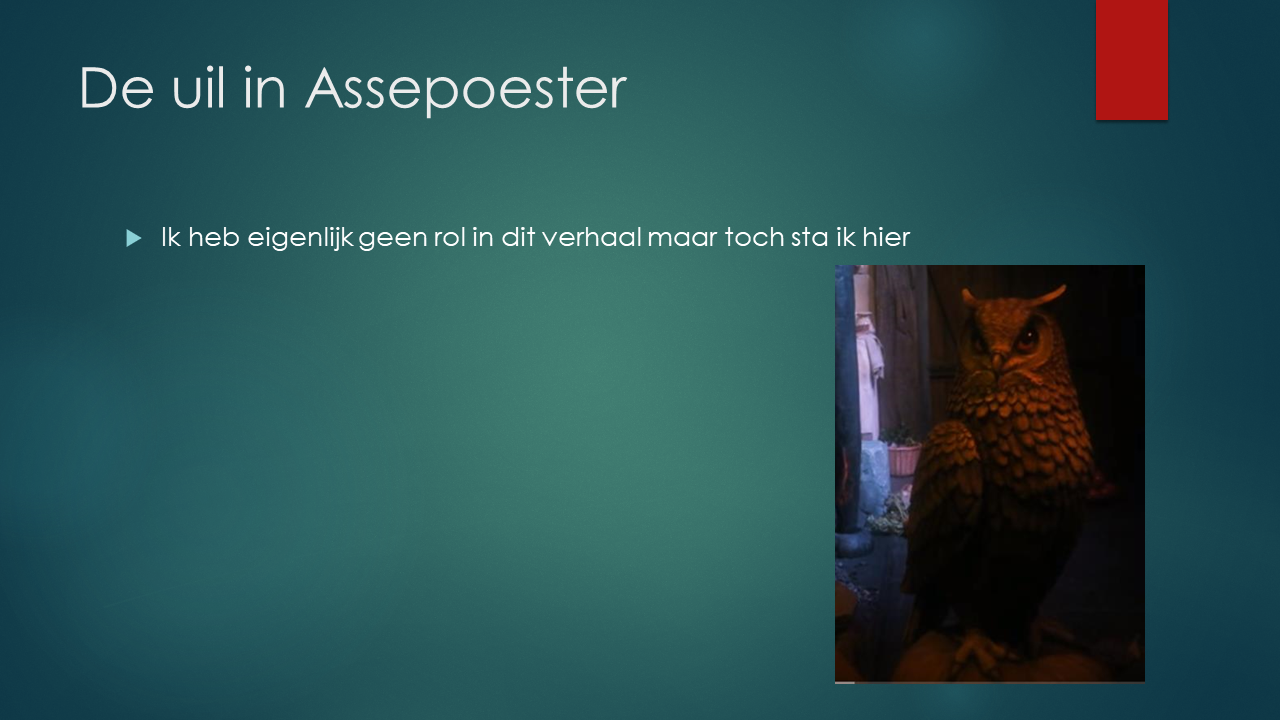 De uil in Assepoester
Ik heb eigenlijk geen rol in dit verhaal maar toch sta ik hier